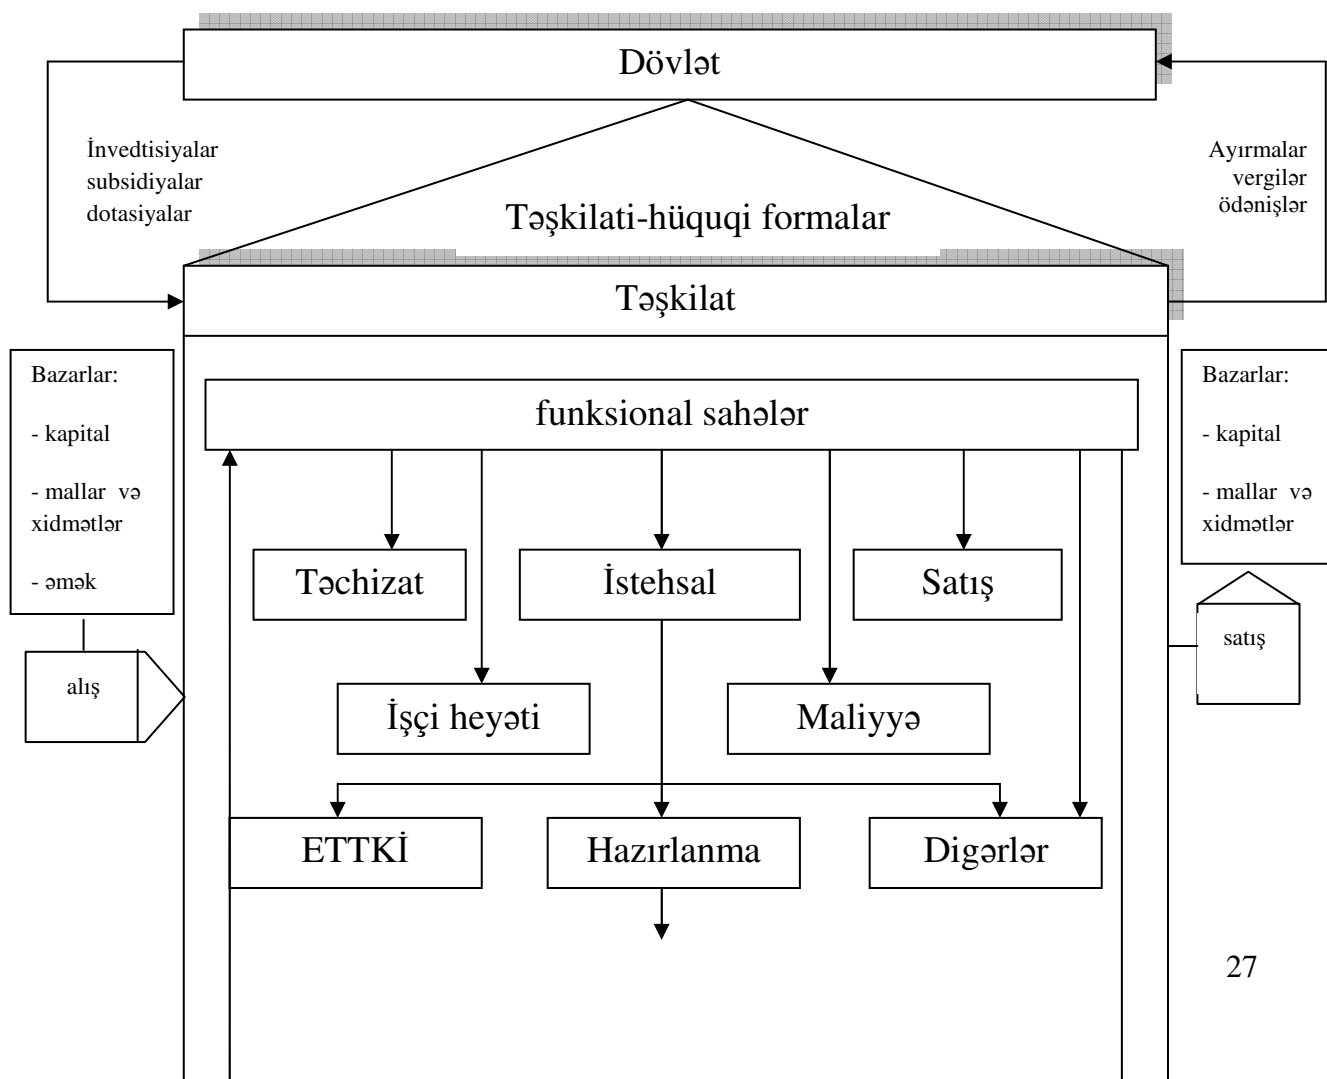 Dövlət
İnvedtisiyalar
subsidiyalar
dotasiyalar
Ayırmalar
vergilər
ödənişlər
Təşkilati-hüquqi formalar
Təşkilat
Bazarlar:
- kapital
- mallar və
xidmətlər
- əmək
funksional sahələr
Bazarlar:
- kapital
- mallar və
xidmətlər
Təchizat
İstehsal
Satış
alış
satış
İşçi heyəti
Maliyyə
ETTKİ
Hazırlanma
Digərlər
27